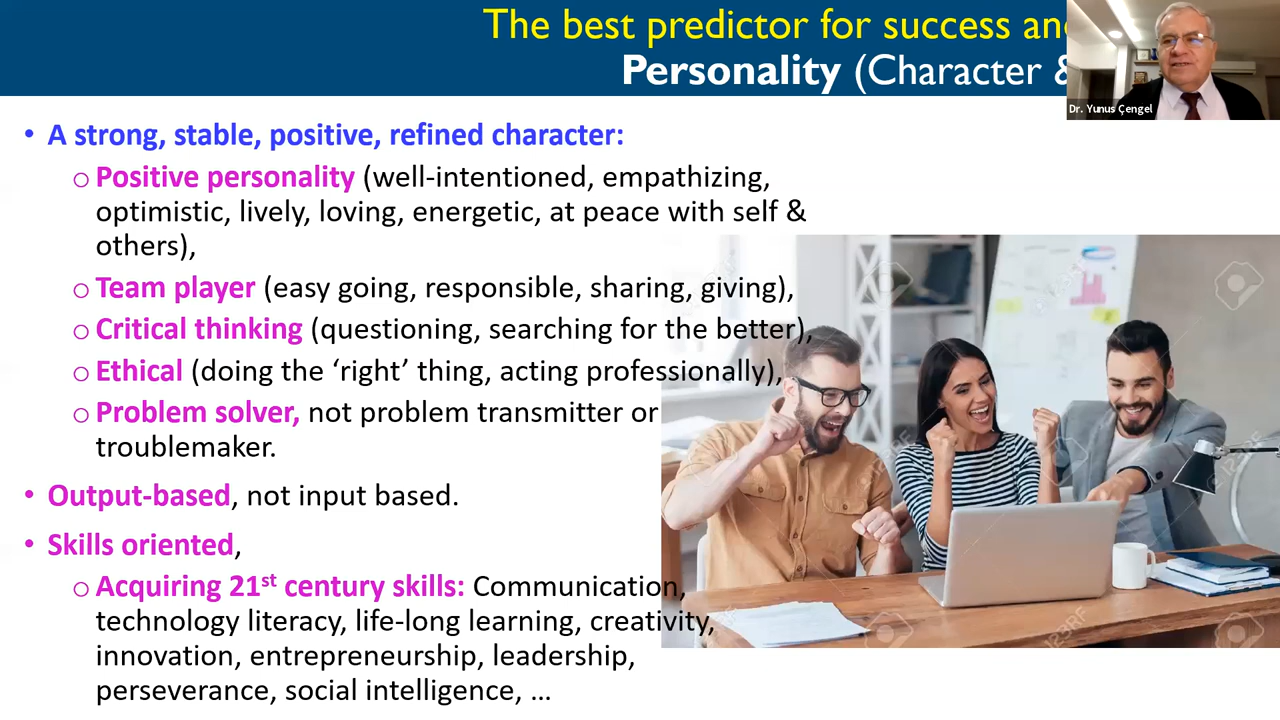 The best predictor for success and
Personality (Character &
Dr. Yunus Çengel
• A strong, stable, positive, refined character:
o Positive personality (well-intentioned, empathizing,
optimistic, lively, loving, energetic, at peace with self &
others),
o Team player (easy going, responsible, sharing, giving),
o Critical thinking (questioning, searching for the better),
o Ethical (doing the ‘right’ thing, acting professionally),
o Problem solver, not problem transmitter or
troublemaker.
• Output-based, not input based.
• Skills oriented,
o Acquiring 21st century skills: Communication,
technology literacy, life-long learning, creativity,
innovation, entrepreneurship, leadership,
perseverance, social intelligence, ...